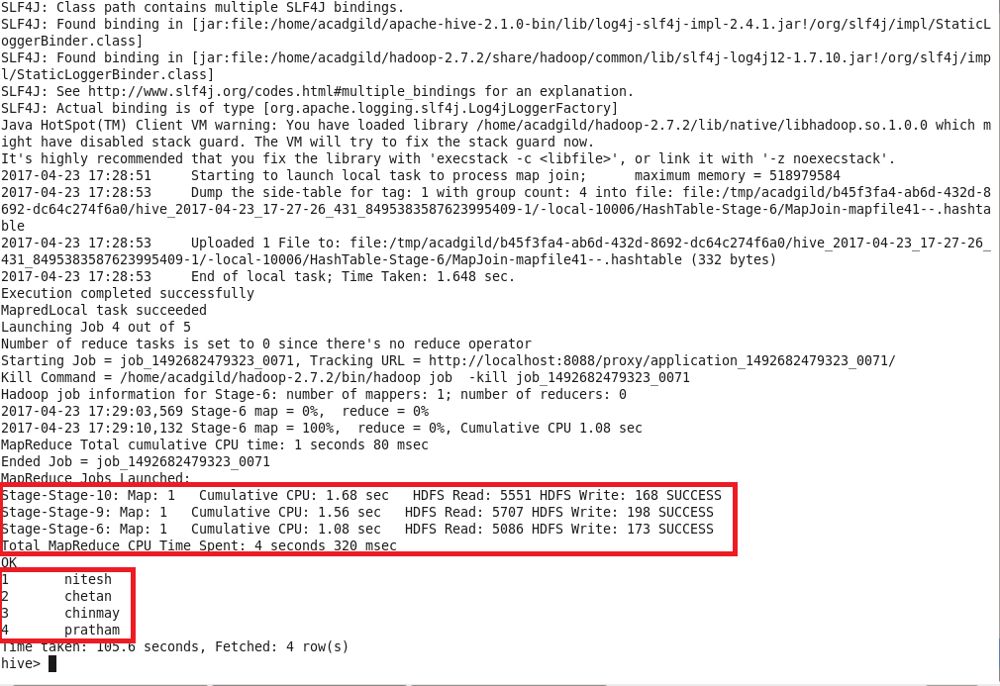 SLF4J: Class path contains multiple SLF4J bindings.
SLF4J: Found binding in [jar:file:/home/acadgild/apache-hive-2.1.0-bin/lib/log4j-slf4j-impl-2.4.1.jar!/org/slf4j/impl/StaticL
oggerBinder.class]
SLF4J: Found binding in [jar:file:/home/acadgild/hadoop-2.7.2/share/hadoop/common/lib/slf4j-log4j12-1.7.10.jar!/org/slf4j/imp
l/StaticLoggerBinder.class]
SLF4J: See http://www.slf4j.org/codes.html#multiple_bindings for an explanation.
SLF4J: Actual binding is of type [org.apache.logging.slf4j.Log4jLoggerFactory]
Java HotSpot(TM) Client VM warning: You have loaded library /home/acadgild/hadoop-2.7.2/lib/native/libhadoop.so.1.0.0 which m
ight have disabled stack guard. The VM will try to fix the stack guard now.
It's highly recommended that you fix the library with 'execstack -c <libfile>', or link it with '-z noexecstack'.
2017-04-23 17:28:51     Starting to launch local task to process map join;      maximum memory = 518979584
2017-04-23 17:28:53     Dump the side-table for tag: 1 with group count: 4 into file: file:/tmp/acadgild/b45f3fa4-ab6d-432d-8
692-dc64c274f6a0/hive_2017-04-23_17-27-26_431_8495383587623995409-1/-local-10006/HashTable-Stage-6/MapJoin-mapfile41--.hashta
ble
2017-04-23 17:28:53     Uploaded 1 File to: file:/tmp/acadgild/b45f3fa4-ab6d-432d-8692-dc64c274f6a0/hive_2017-04-23_17-27-26_
431_8495383587623995409-1/-local-10006/HashTable-Stage-6/MapJoin-mapfile41--.hashtable (332 bytes)
2017-04-23 17:28:53     End of local task; Time Taken: 1.648 sec.
Execution completed successfully
MapredLocal task succeeded
Launching Job 4 out of 5
Number of reduce tasks is set to 0 since there's no reduce operator
Starting Job = job_1492682479323_0071, Tracking URL = http://localhost:8088/proxy/application_1492682479323_0071/
Kill Command = /home/acadgild/hadoop-2.7.2/bin/hadoop job  -kill job_1492682479323_0071
Hadoop job information for Stage-6: number of mappers: 1; number of reducers: 0
2017-04-23 17:29:03,569 Stage-6 map = 0%,  reduce = 0%
2017-04-23 17:29:10,132 Stage-6 map = 100%,  reduce = 0%, Cumulative CPU 1.08 sec
MapReduce Total cumulative CPU time: 1 seconds 80 msec
Ended Job = job_1492682479323_0071
MapReduce Jobs Launched:
Stage-Stage-10: Map: 1   Cumulative CPU: 1.68 sec   HDFS Read: 5551 HDFS Write: 168 SUCCESS
Stage-Stage-9: Map: 1   Cumulative CPU: 1.56 sec   HDFS Read: 5707 HDFS Write: 198 SUCCESS
Stage-Stage-6: Map: 1   Cumulative CPU: 1.08 sec   HDFS Read: 5086 HDFS Write: 173 SUCCESS
Total MapReduce CPU Time Spent: 4 seconds 320 msec
OK
1       nitesh
2       chetan
3       chinmay
4       pratham
Time taken: 105.6 seconds, Fetched: 4 row(s)
hive>